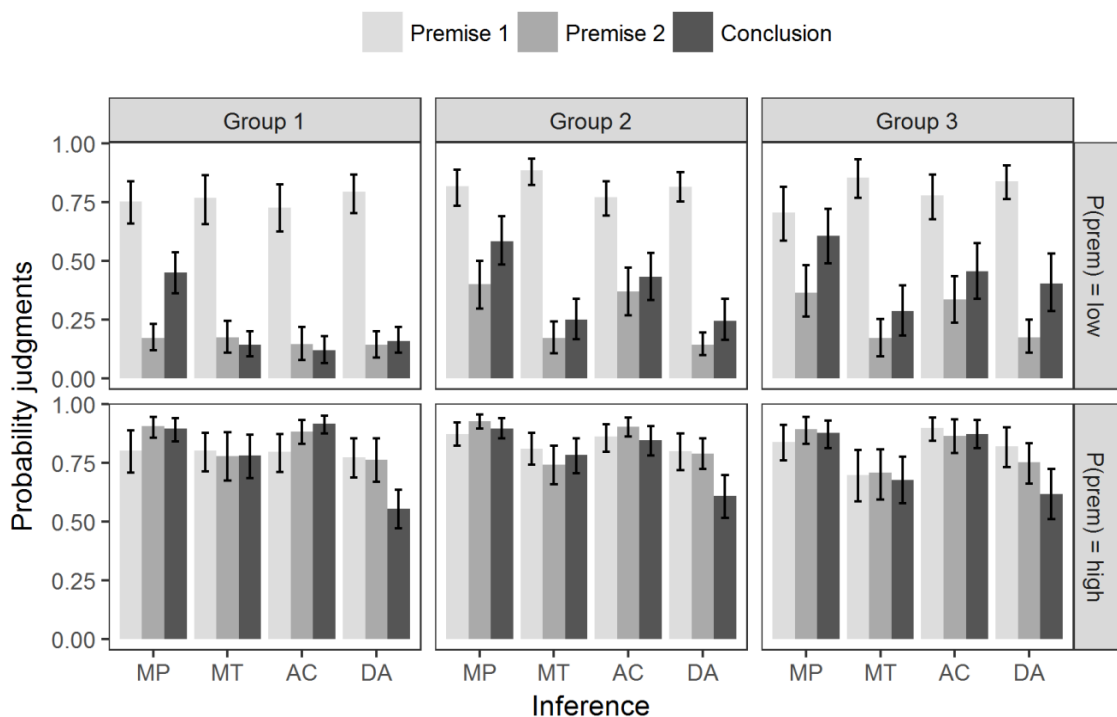 Premise 1 Premise 2 Conclusion
Group 1 Group 2 Group 3
1.00
0.75
0.50
0.25
0.00
P(prem) = low
1.00
0.75
0.50
0.25
0.00
P(prem) = high
Probability judgments
MP MT AC DA MP MT AC DA MP MT AC DA
Inference